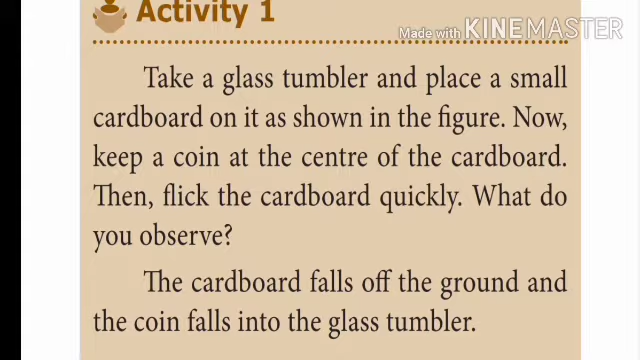 Activity 1
Made with KINEMASTER
Take a glass tumbler and place a small
cardboard on it as shown in the figure. Now,
keep a coin at the centre of the cardboard.
Then, flick the cardboard quickly. What do
you observe?
The cardboard falls off the ground and
the coin falls into the glass tumbler.